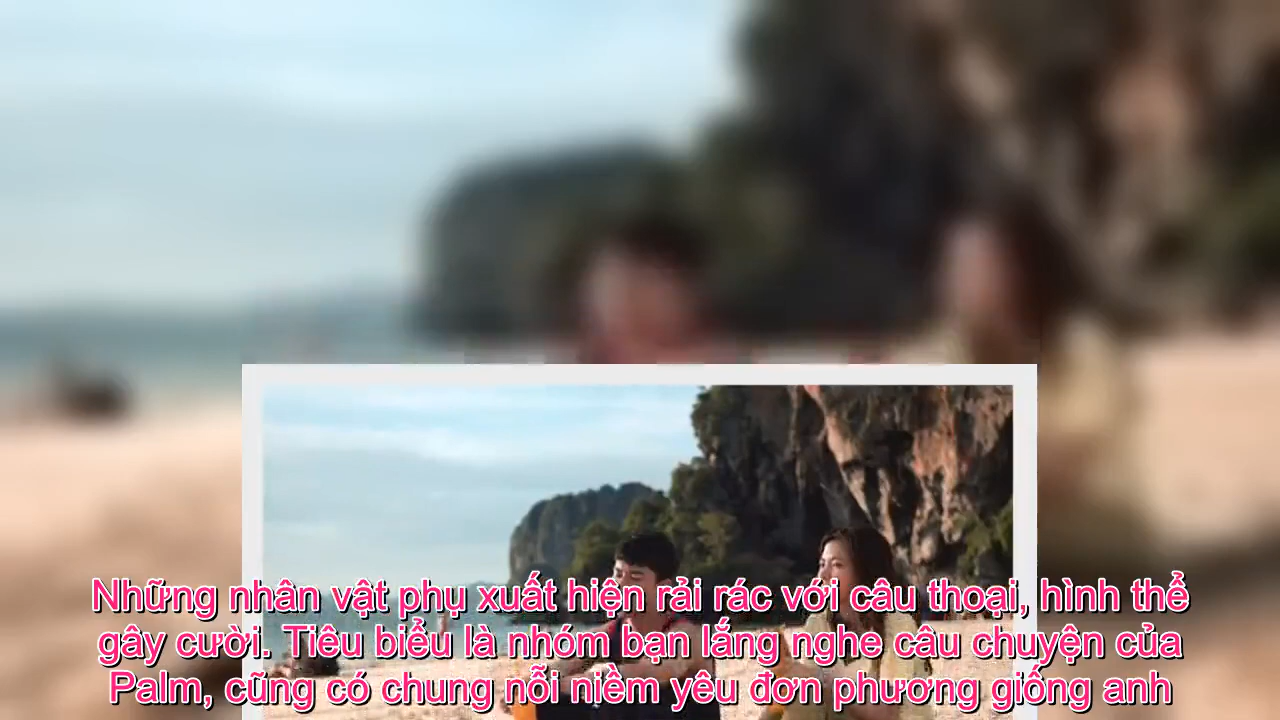 Những nhân vật phụ xuất hiện rải rác với câu thoại, hình thể
gây cười. Tiêu biểu là nhóm bạn lắng nghe câu chuyện của
Palm, cũng có chung nỗi niềm yêu đơn phương giống anh